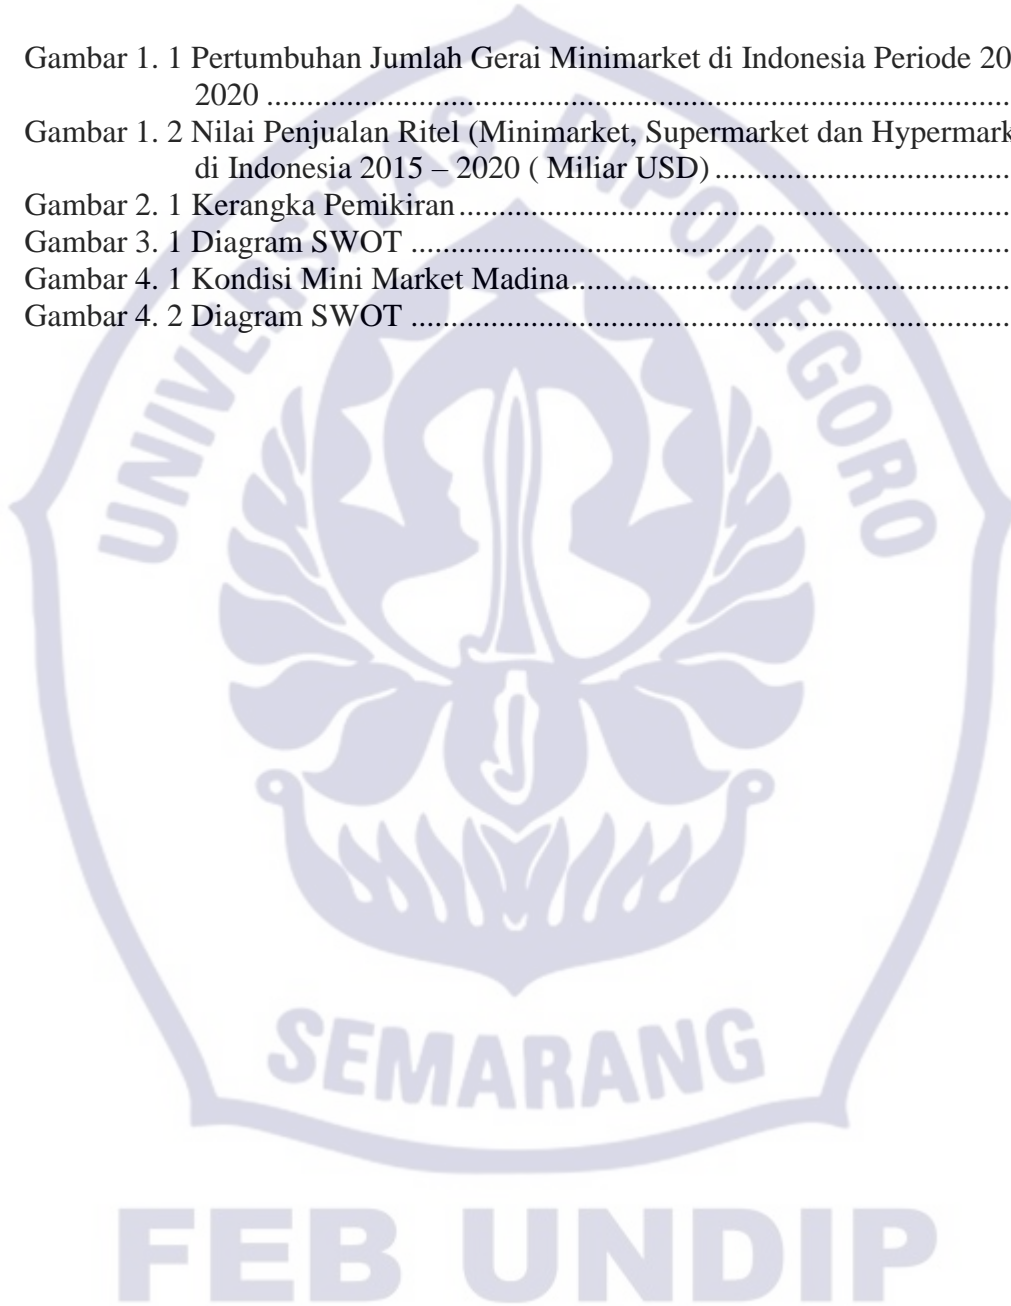 Gambar 1. 1 Pertumbuhan Jumlah Gerai Minimarket di Indonesia Periode 20
2020 ....................................................................................................
Gambar 1. 2 Nilai Penjualan Ritel (Minimarket, Supermarket dan Hypermark
di Indonesia 2015 – 2020 ( Miliar USD) .......................................
Gambar 2. 1 Kerangka Pemikiran ..........................................................................
Gambar 3. 1 Diagram SWOT ................................................................................
Gambar 4. 1 Kondisi Mini Market Madina...........................................................
Gambar 4. 2 Diagram SWOT ................................................................................
UNIVERSITAS DIPONEGORO
SEMARANG
FEB UNDIP